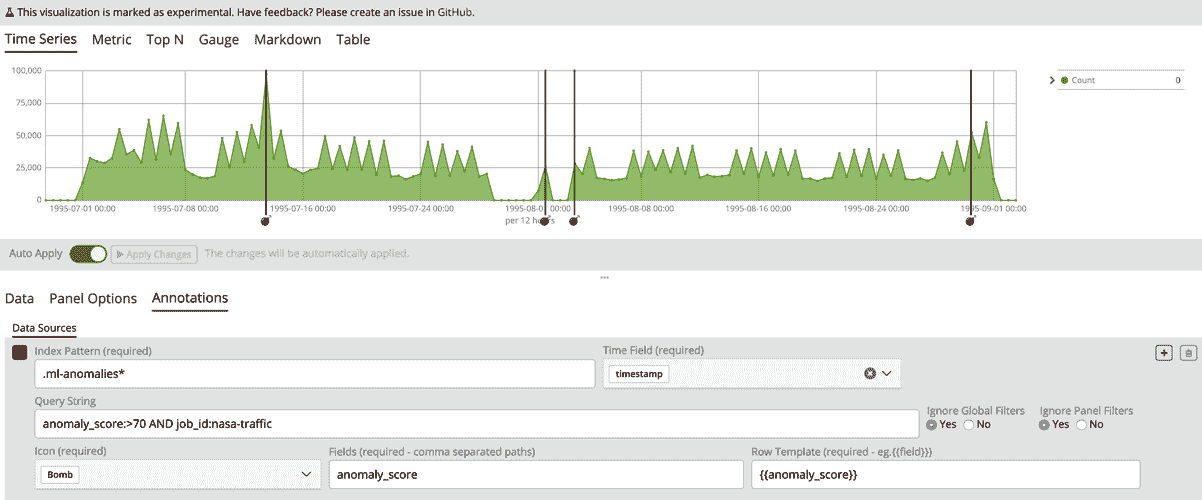 This visualization is marked as experimental. Have feedback? Please create an issue in GitHub.
Time Series Metric Top N Gauge Markdown Table
100,000
75,000
50,000
25,000
0
Count 0
1995-07-01 00:00 1995-07-08 00:00 1995-07-16 00:00 1995-07-24 00:00 1995-08-01 00:00 1995-08-08 00:00 1995-08-16 00:00 1995-08-24 00:00 1995-09-01 00:00
per 12 hours
Auto Apply Apply Changes The changes will be automatically applied.
Data Panel Options Annotations
Data Sources
Index Pattern (required) Time Field (required)
.ml-anomalies* timestamp
Query String Ignore Global Filters Ignore Panel Filters
anomaly_score:>70 AND job_id:nasa-traffic Yes No Yes No
Icon (required) Fields (required - comma separated paths) Row Template (required - eg.{{field}})
Bomb anomaly_score {{anomaly_score}}